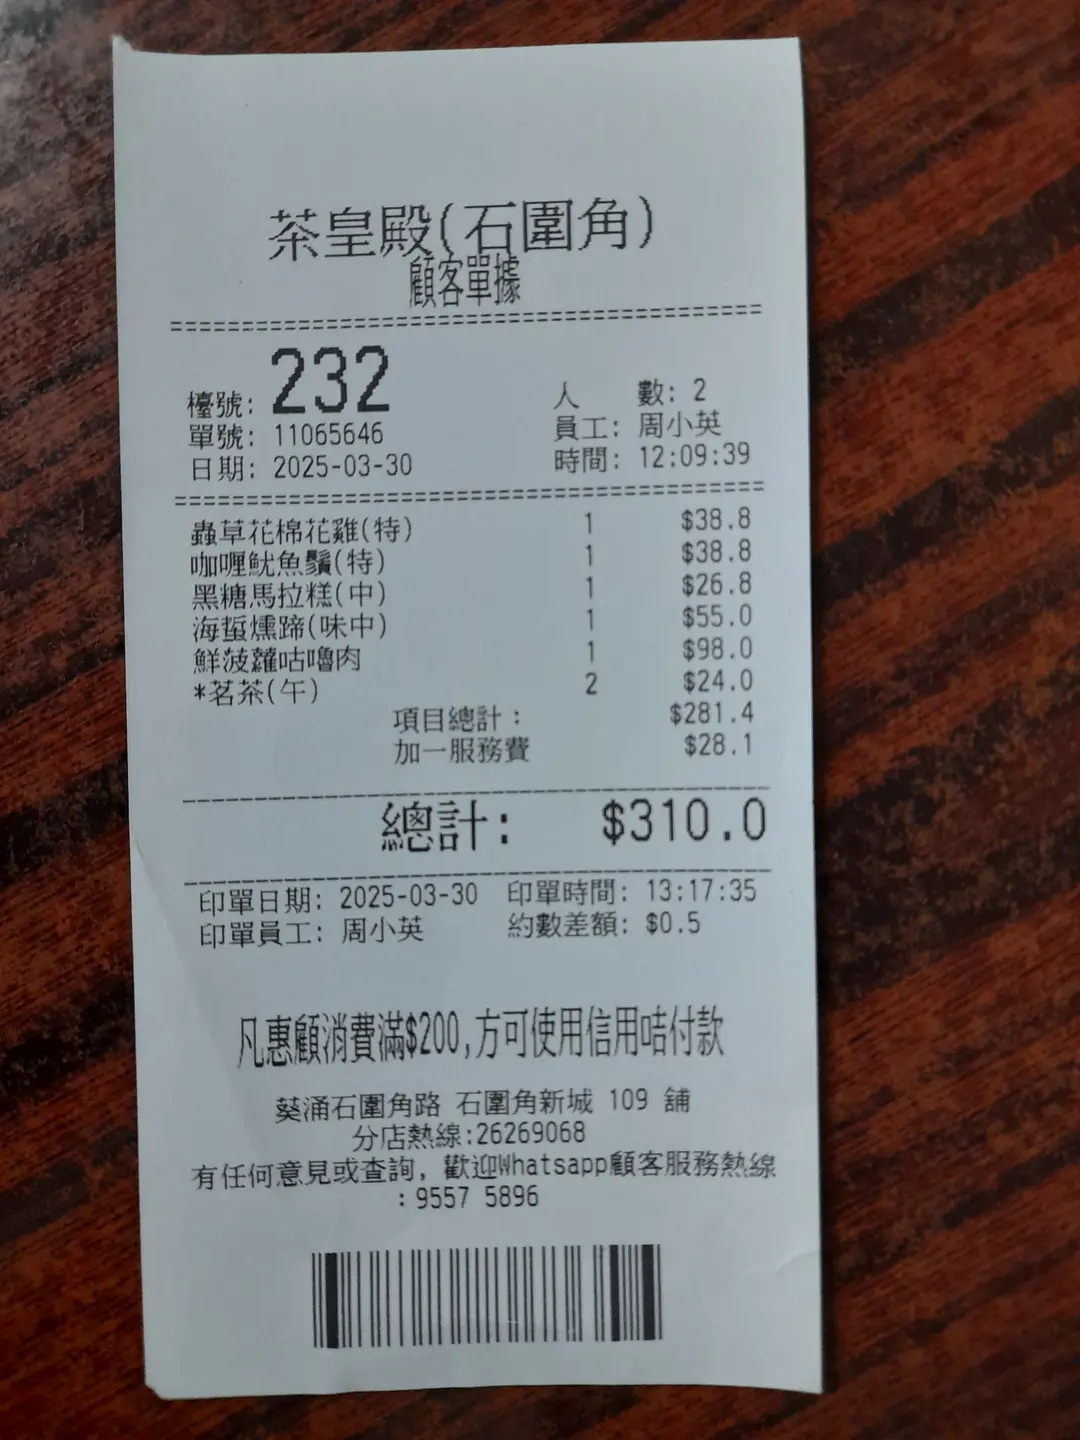 茶皇殿(石圍角)
顧客單據
檯號: 232 人 數: 2
單號: 11065646 員工: 周小英
日期: 2025-03-30 時間: 12:09:39
蟲草花棉花雞(特) 1 $38.8
咖喱魷魚鬚(特) 1 $38.8
黑糖馬拉糕(中) 1 $26.8
海蜇燻蹄(味中) 1 $55.0
鮮菠蘿咕嚕肉 1 $98.0
*茗茶(午) 2 $24.0
項目總計: $281.4
加一服務費 $28.1
總計: $310.0
印單日期: 2025-03-30 印單時間: 13:17:35
印單員工: 周小英 約數差額: $0.5
凡惠顧消費滿$200,方可使用信用咭付款
葵涌石圍角路 石圍角新城 109 舖
分店熱線:26269068
有任何意見或查詢, 歡迎Whatsapp顧客服務熱線
: 9557 5896